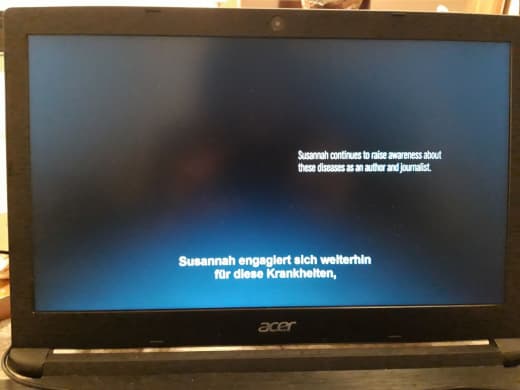 Susannah continues to raise awareness about
these diseases as an author and journalist.
Susannah engagiert sich weiterhin
für diese Krankheiten,
acer